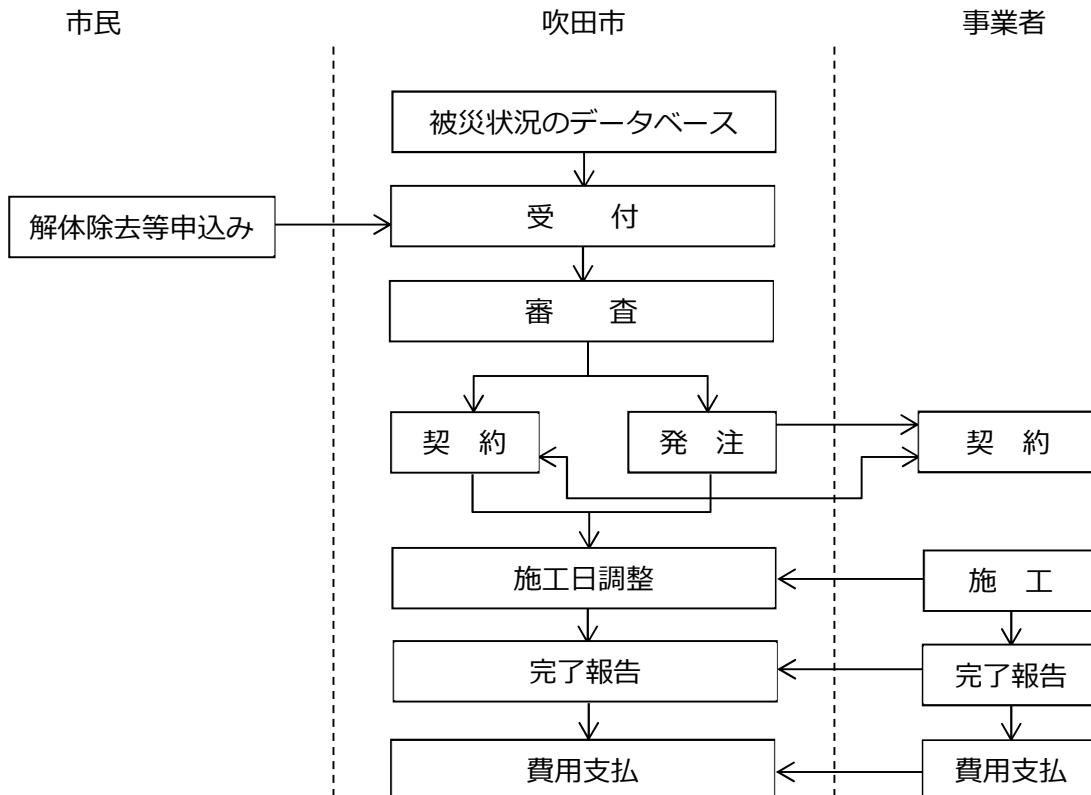 市民
吹田市
事業者
被災状況のデータベース
解体除去等申込み
受　付
審　査
契　約
発　注
契　約
施工日調整
施　工
完了報告
完了報告
費用支払
費用支払